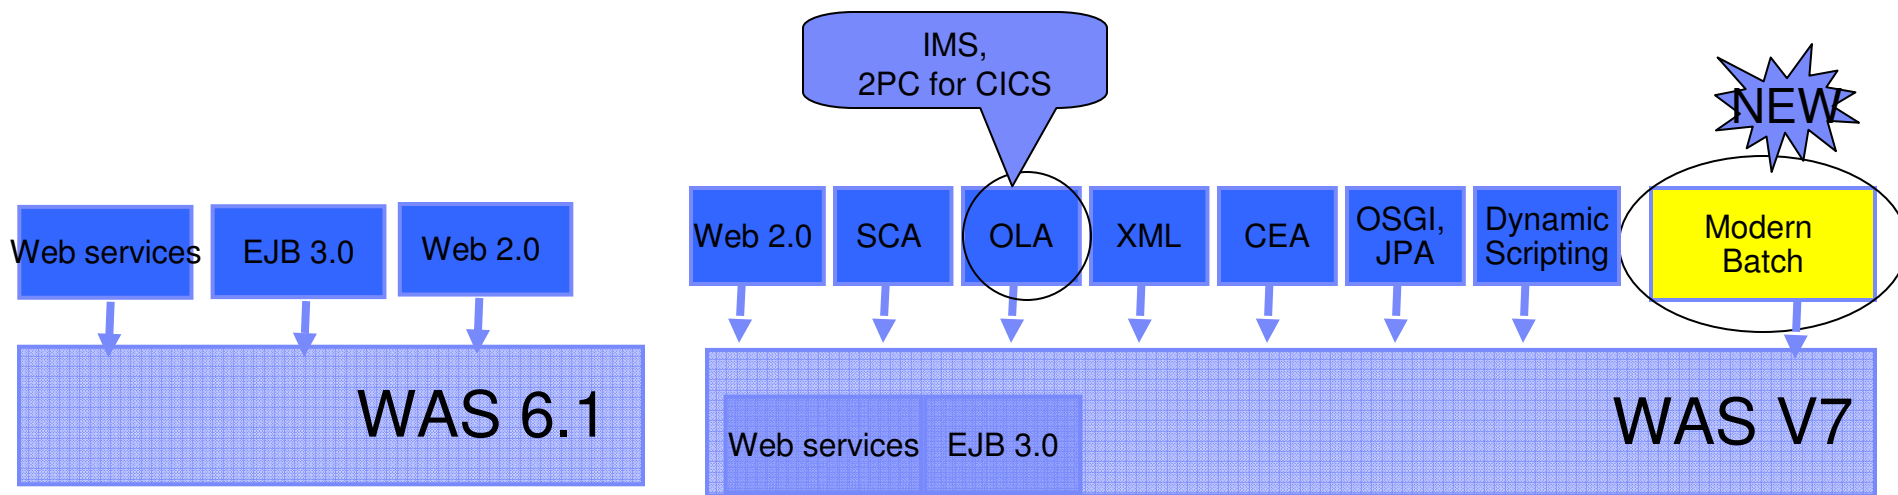 IMS,
2PC for CICS
NEW
Web services
EJB 3.0
Web 2.0
Web 2.0
SCA
OLA
XML
CEA
OSGI,
JPA
Dynamic
Scripting
Modern
Batch
WAS 6.1
WAS V7
Web services
EJB 3.0